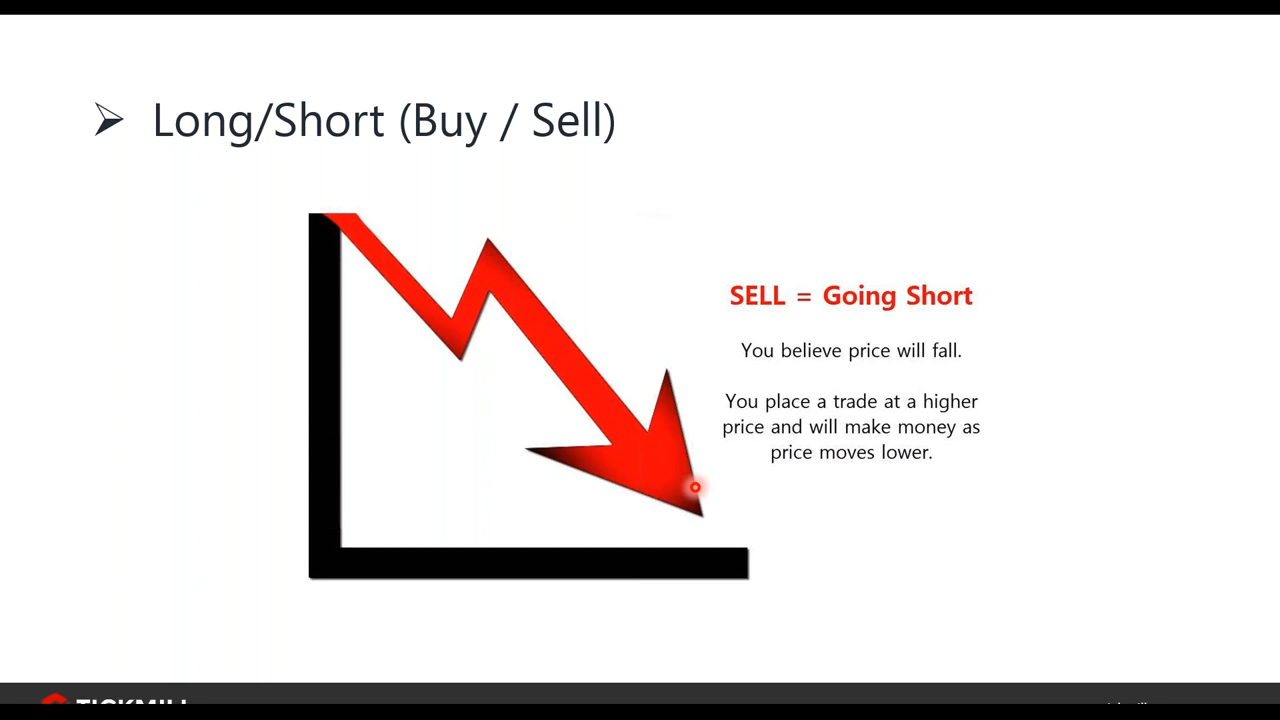 Long/Short (Buy / Sell)
SELL = Going Short
You believe price will fall.
You place a trade at a higher
price and will make money as
price moves lower.
TICKMILL